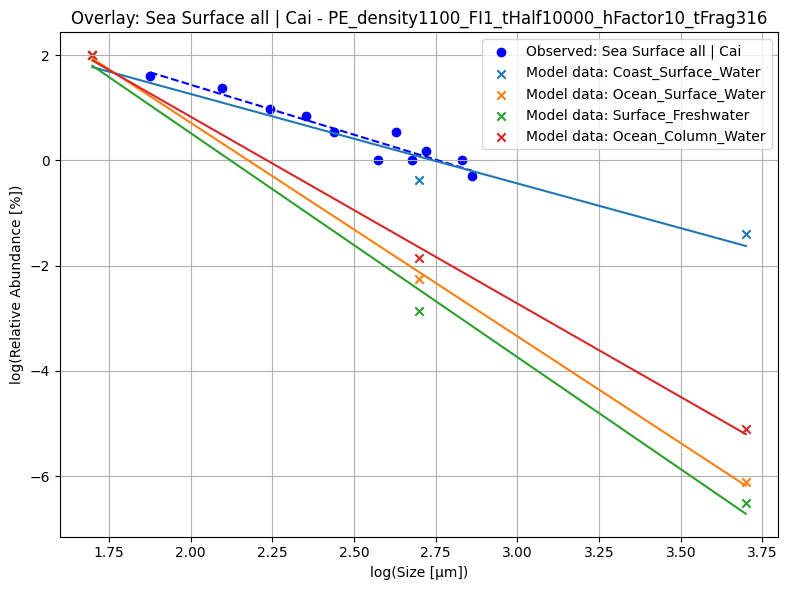 Overlay: Sea Surface all | Cai - PE_density1100_FI1_tHalf10000_hFactor10_tFrag316
Observed: Sea Surface all | Cai
Model data: Coast_Surface_Water
Model data: Ocean_Surface_Water
Model data: Surface_Freshwater
Model data: Ocean_Column_Water
log(Relative Abundance [%])
2
0
−2
−4
−6
1.75
2.00
2.25
2.50
2.75
3.00
3.25
3.50
3.75
log(Size [µm])